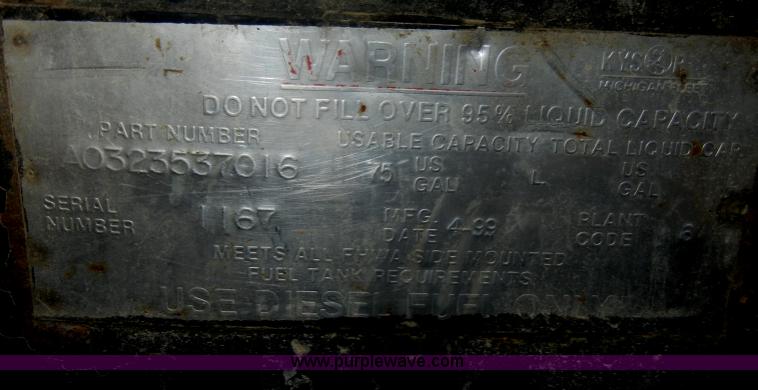 WARNING
KYSOR
MICHIGAN FLEET
DO NOT FILL OVER 95% LIQUID CAPACITY
PART NUMBER USABLE CAPACITY TOTAL LIQUID CAP
A0323537016 75 US GAL L US GAL
SERIAL NUMBER 1167 MFG. DATE 4-99 PLANT CODE 6
MEETS ALL FHWA SIDE MOUNTED
FUEL TANK REQUIREMENTS
USE DIESEL FUEL ONLY
www.purplewave.com